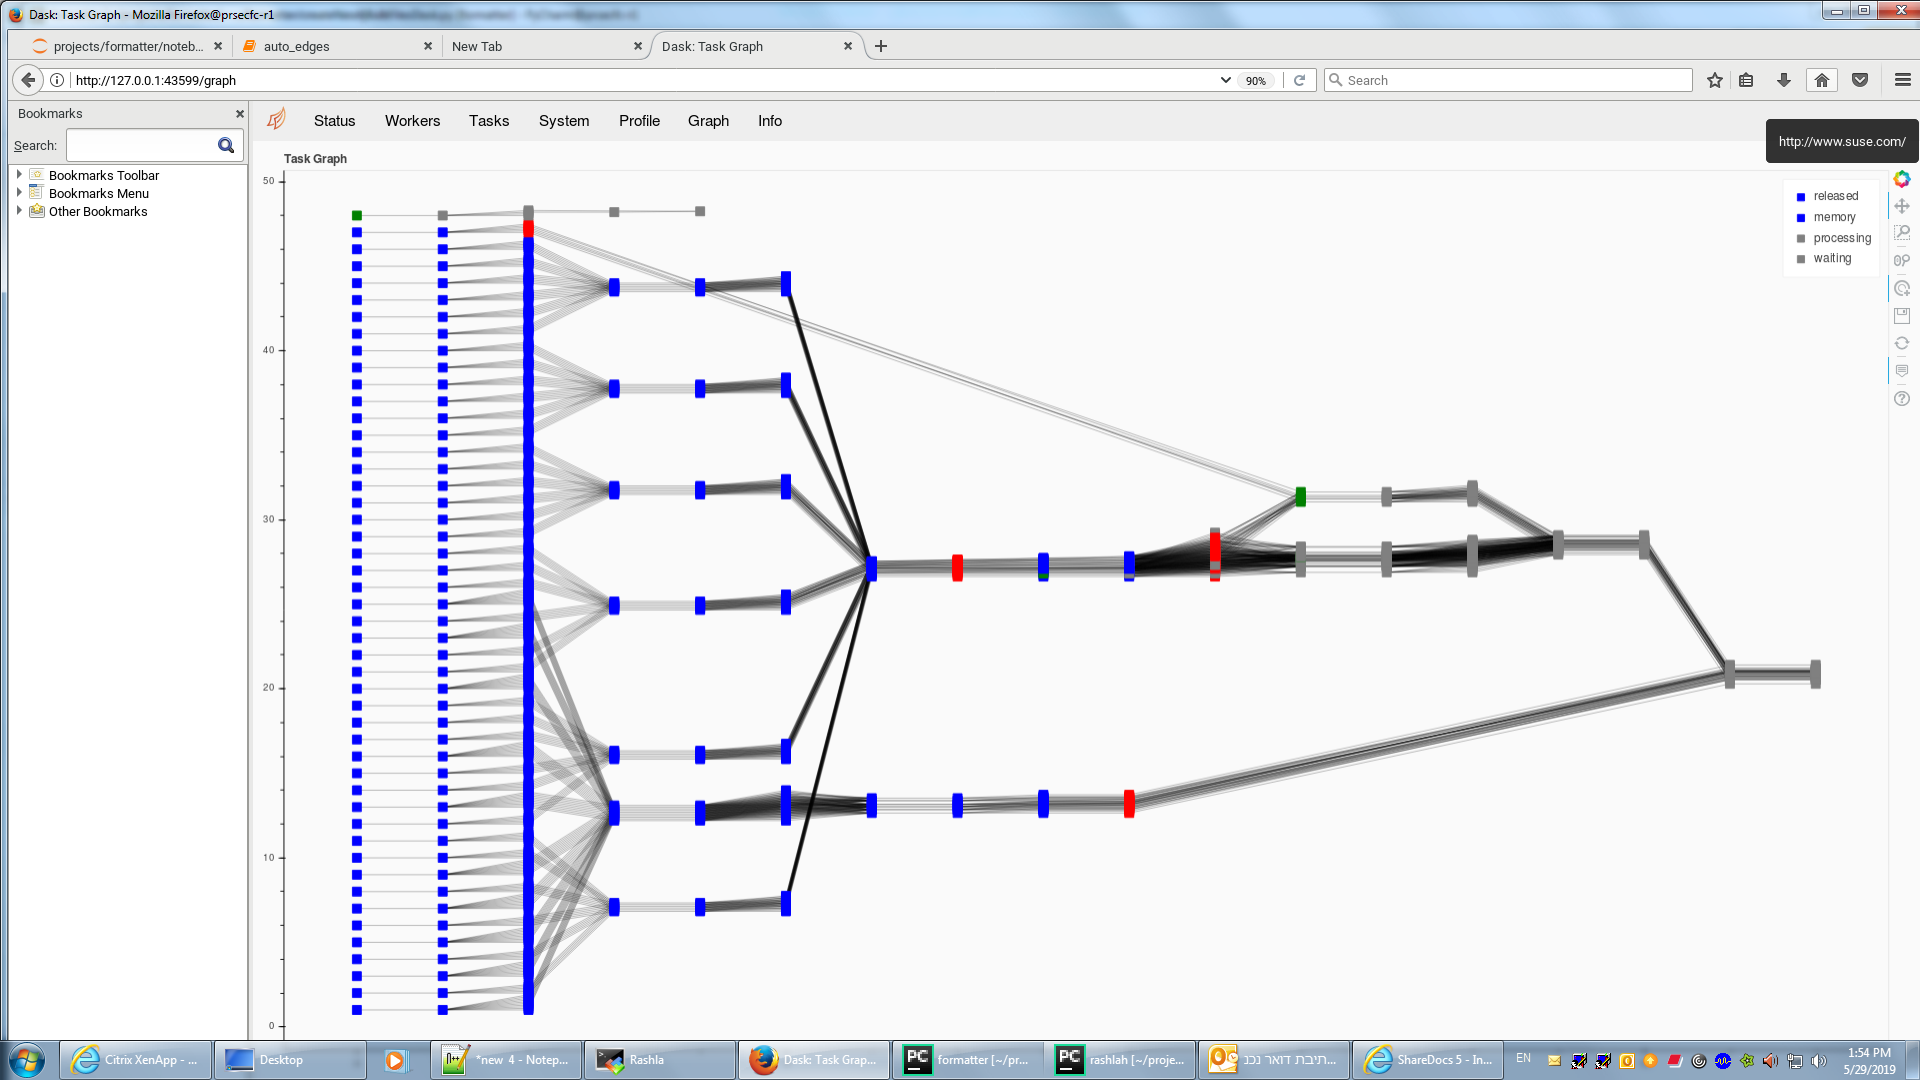 Dask: Task Graph - Mozilla Firefox@prsecfc-r1
projects/formatter/noteb...
auto_edges
New Tab
Dask: Task Graph
http://127.0.0.1:43599/graph
90%
Search
Bookmarks
Search:
Bookmarks Toolbar
Bookmarks Menu
Other Bookmarks
Status
Workers
Tasks
System
Profile
Graph
Info
http://www.suse.com/
Task Graph
50
40
30
20
10
0
released
memory
processing
waiting
Citrix XenApp - ...
Desktop
*new 4 - Notep...
Rashla
Dask: Task Grap...
formatter [~/pr...
rashlah [~/proje...
תיבת דואר נכנ...
ShareDocs 5 - In...
EN
1:54 PM
5/29/2019